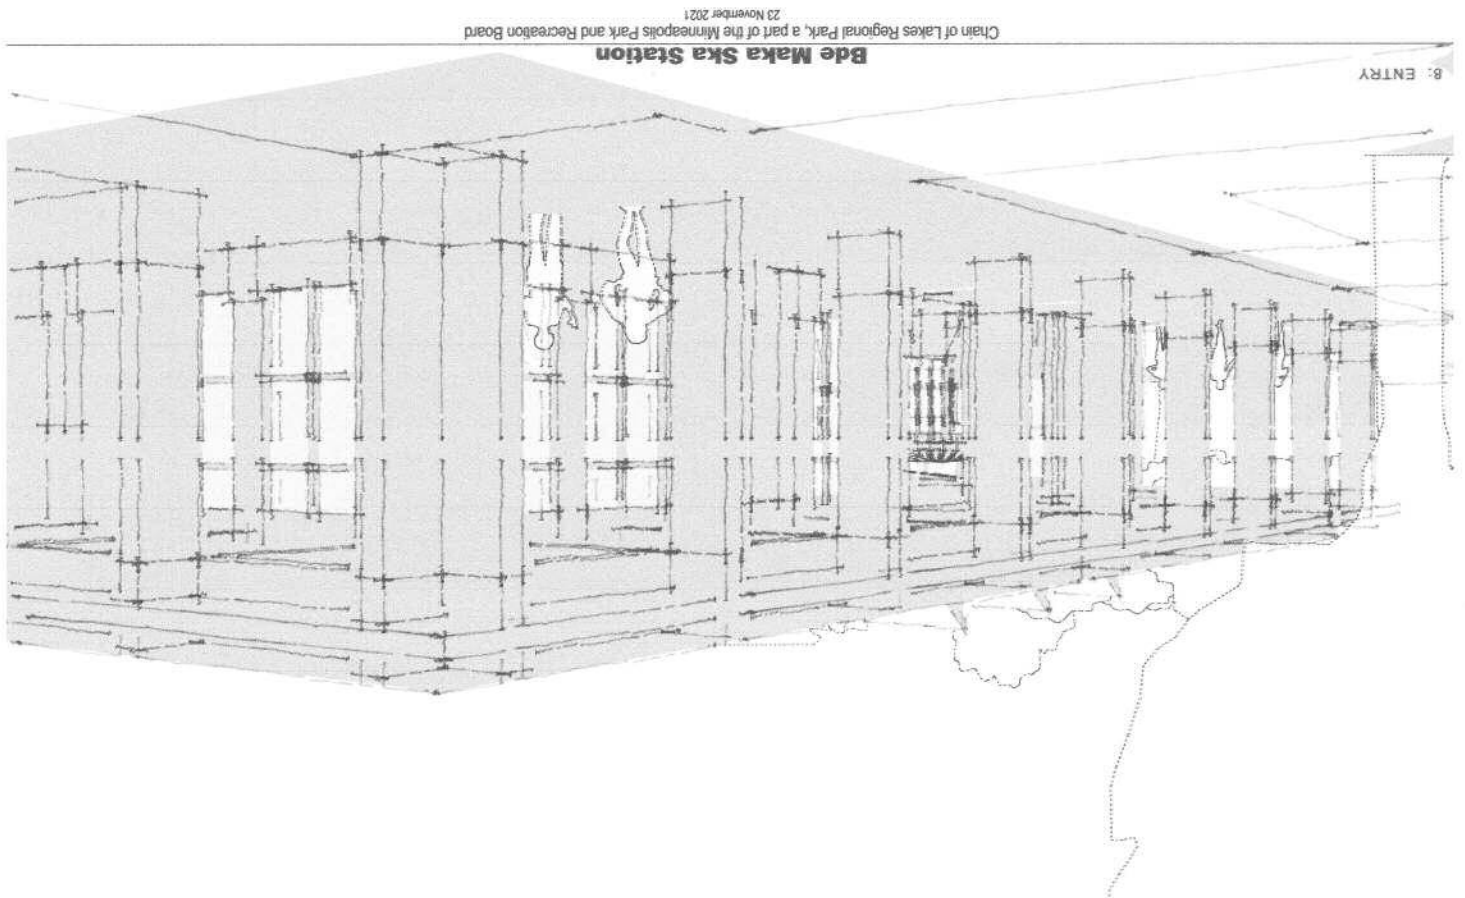 8: ENTRY
Bde Maka Ska Station
Chain of Lakes Regional Park, a part of the Minneapolis Park and Recreation Board
23 November 2021